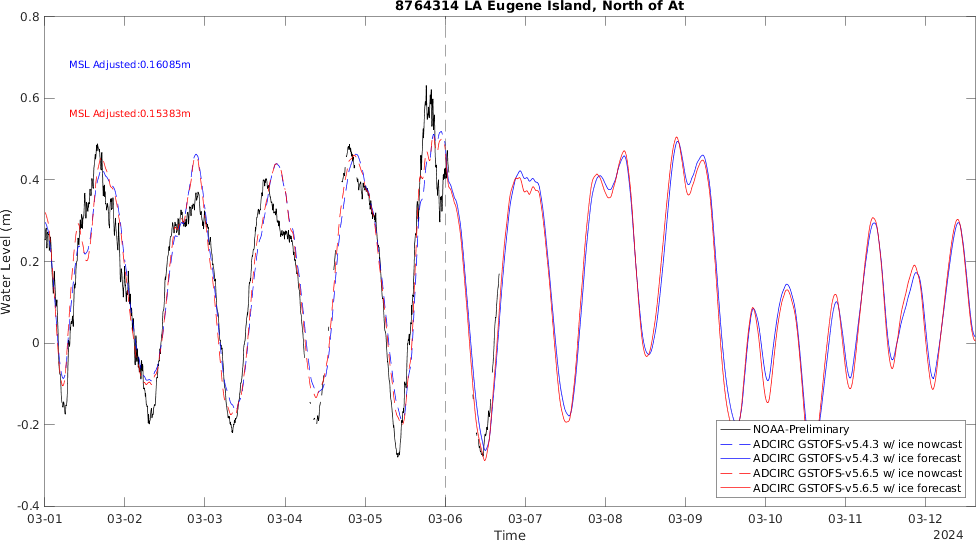 8764314 LA Eugene Island, North of At
MSL Adjusted:0.16085m
MSL Adjusted:0.15383m
Water Level (m)
0.8
0.6
0.4
0.2
0
-0.2
-0.4
NOAA-Preliminary
ADCIRC GSTOFS-v5.4.3 w/ ice nowcast
ADCIRC GSTOFS-v5.4.3 w/ ice forecast
ADCIRC GSTOFS-v5.6.5 w/ ice nowcast
ADCIRC GSTOFS-v5.6.5 w/ ice forecast
03-01 03-02 03-03 03-04 03-05 03-06 03-07 03-08 03-09 03-10 03-11 03-12
Time
2024